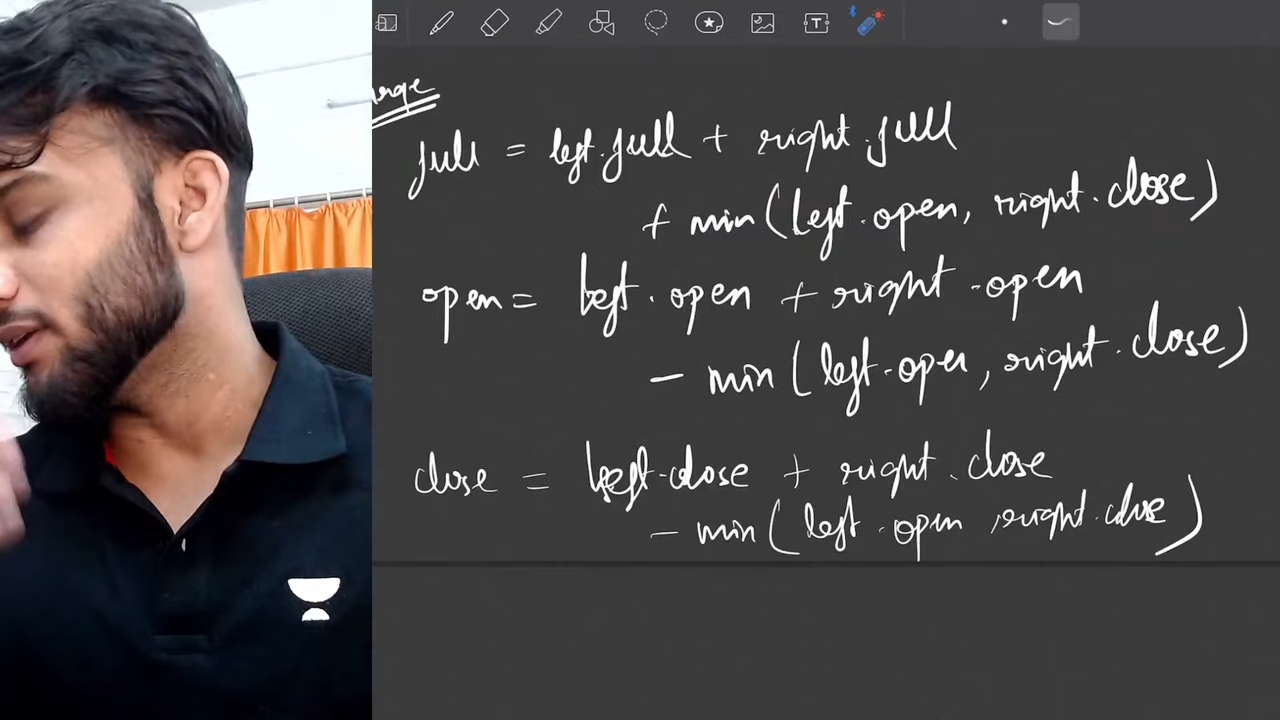 full = left.full + right.full
+ min(left.open, right.close)
open = left.open + right.open
- min(left.open, right.close)
close = left.close + right.close
- min(left.open, right.close)